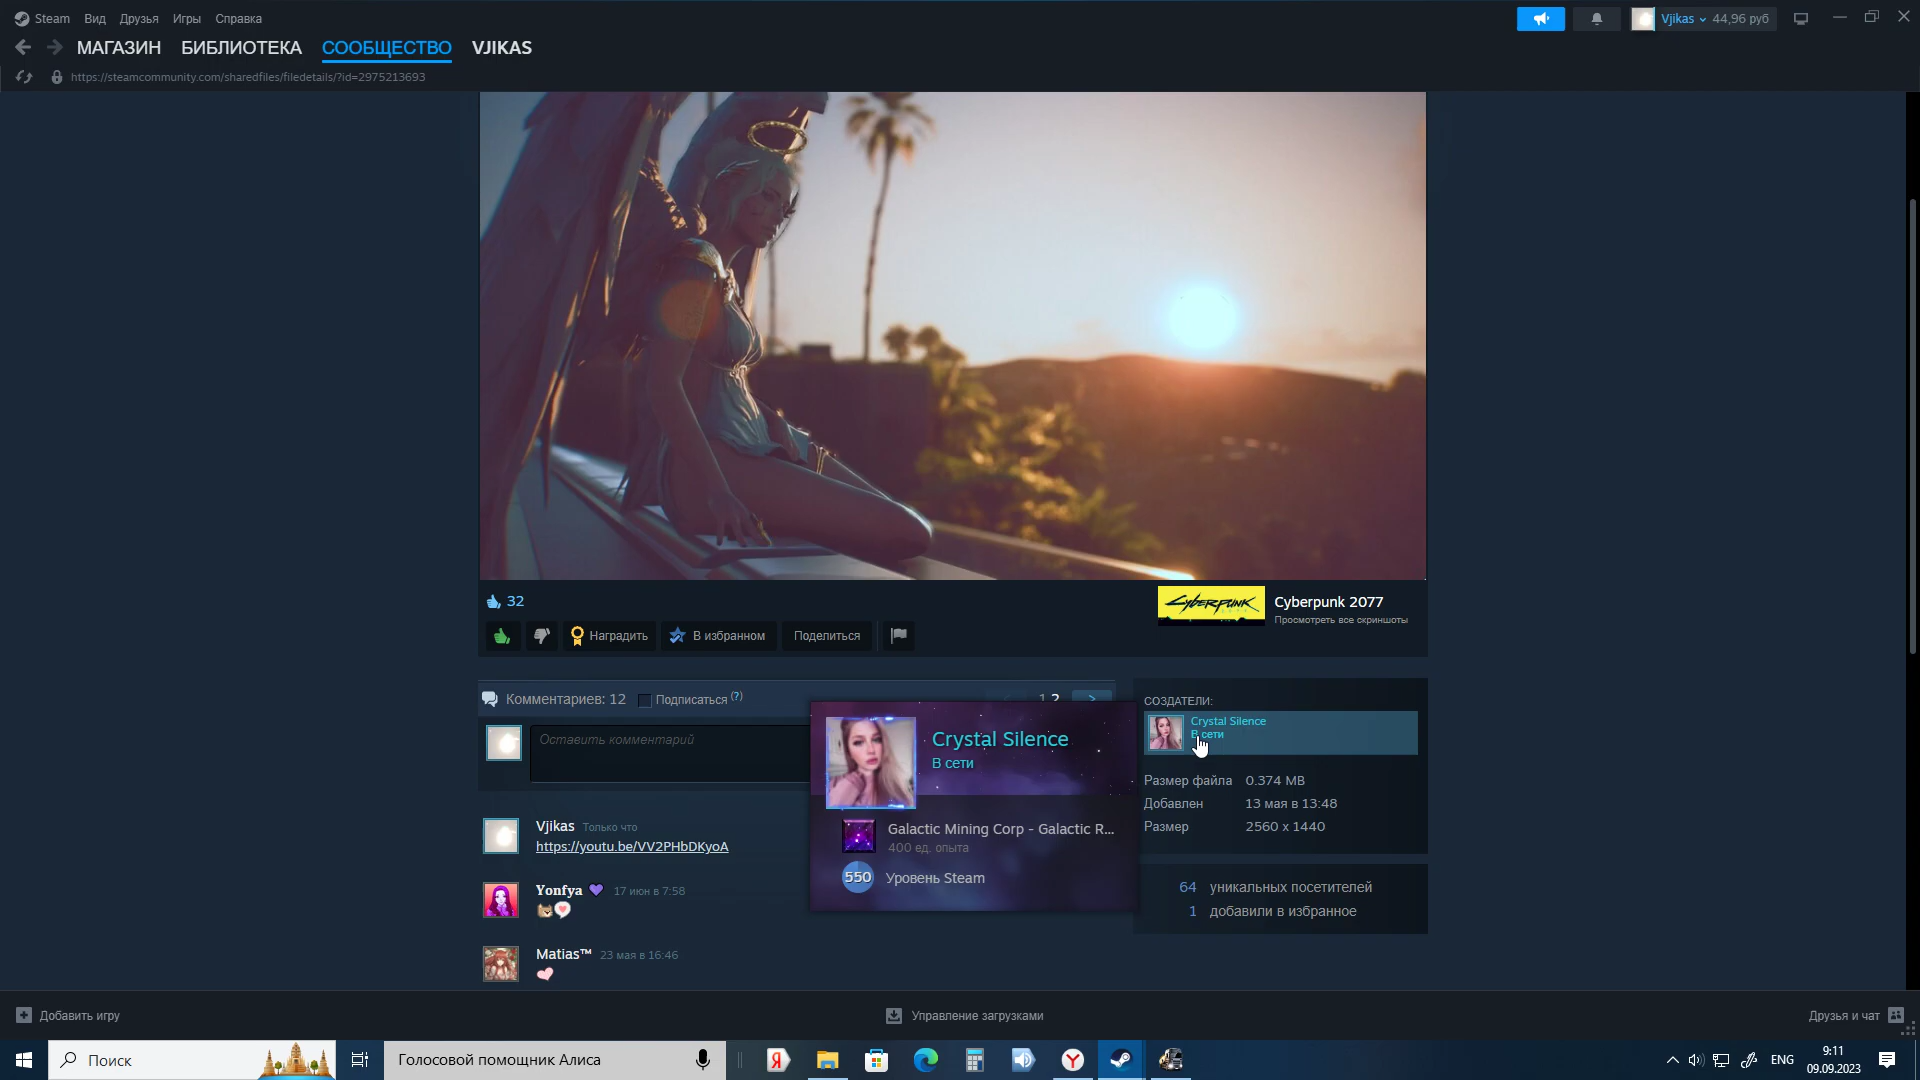 Steam Вид Друзья Игры Справка
Vjikas 44,96 руб
МАГАЗИН БИБЛИОТЕКА СООБЩЕСТВО VJIKAS
https://steamcommunity.com/sharedfiles/filedetails/?id=2975213693
32
CYBERPUNK
Cyberpunk 2077
Просмотреть все скриншоты
Наградить В избранном Поделиться
Комментариев: 12 Подписаться (?)
< 1 2 >
Оставить комментарий
Vjikas Только что
https://youtu.be/VV2PHbDKyoA
Yonfya 17 июн в 7:58
Matias™ 23 мая в 16:46
Crystal Silence
В сети
Galactic Mining Corp - Galactic R...
400 ед. опыта
550 Уровень Steam
СОЗДАТЕЛИ:
Crystal Silence
В сети
Размер файла 0.374 MB
Добавлен 13 мая в 13:48
Размер 2560 x 1440
64 уникальных посетителей
1 добавили в избранное
Добавить игру
Управление загрузками
Друзья и чат
Поиск
Голосовой помощник Алиса
Я
Y
ENG
9:11
09.09.2023